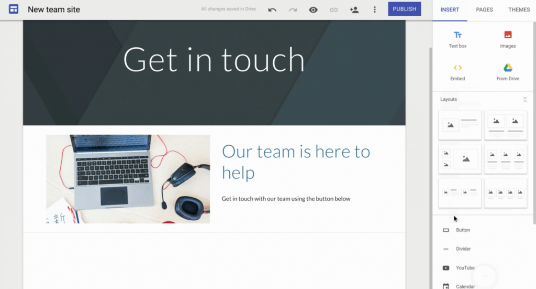 New team site
All changes saved in Drive
PUBLISH
INSERT
PAGES
THEMES
Get in touch
Our team is here to
help
Get in touch with our team using the button below
Text box
Images
Embed
From Drive
Layouts
Button
Divider
YouTube
Calendar